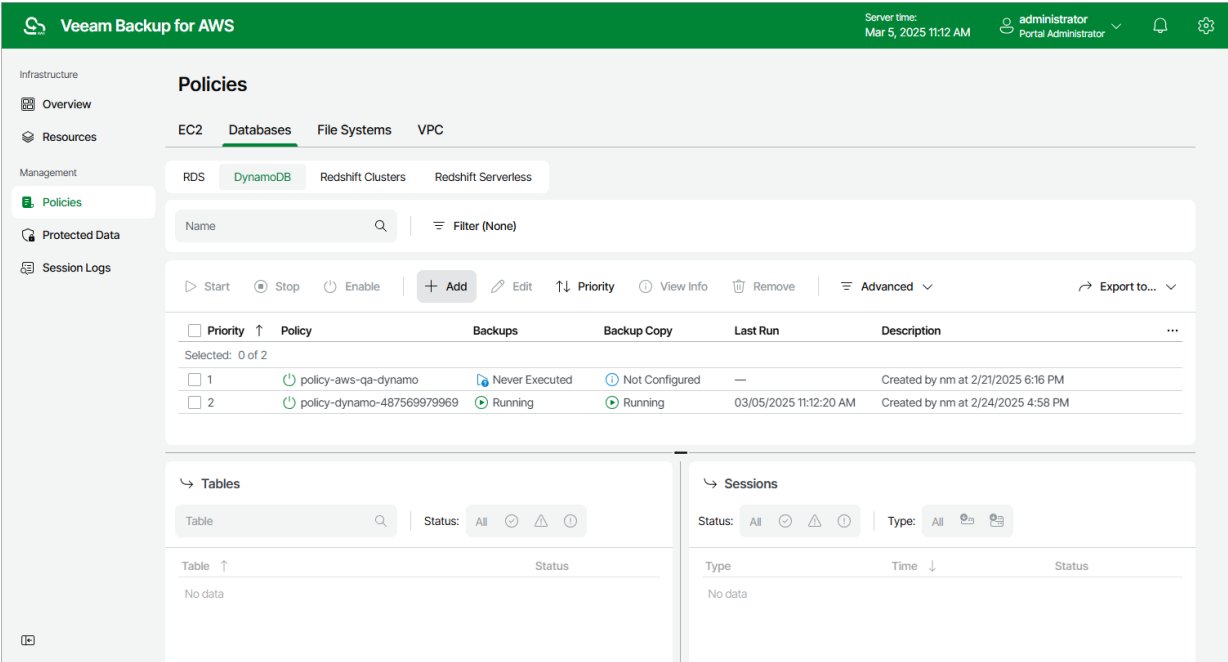 Veeam Backup for AWS
Server time:
Mar 5, 2025 11:12 AM
administrator
Portal Administrator
Infrastructure
Overview
Resources
Management
Policies
Protected Data
Session Logs
Policies
EC2 Databases File Systems VPC
RDS DynamoDB Redshift Clusters Redshift Serverless
Name Filter (None)
Start Stop Enable Add Edit Priority View Info Remove Advanced Export to...
Priority Policy Backups Backup Copy Last Run Description
Selected: 0 of 2
1 policy-aws-qa-dynamo Never Executed Not Configured — Created by nm at 2/21/2025 6:16 PM
2 policy-dynamo-487569979969 Running Running 03/05/2025 11:12:20 AM Created by nm at 2/24/2025 4:58 PM
Tables
Table Status: All
Table Status
No data
Sessions
Status: All Type: All
Type Time Status
No data